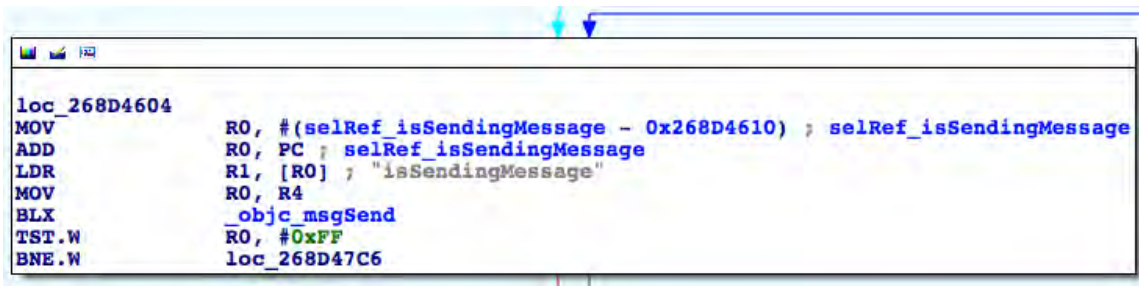 loc_268D4604
MOV R0, #(selRef_isSendingMessage - 0x268D4610) ; selRef_isSendingMessage
ADD R0, PC ; selRef_isSendingMessage
LDR R1, [R0] ; "isSendingMessage"
MOV R0, R4
BLX _objc_msgSend
TST.W R0, #0xFF
BNE.W loc_268D47C6